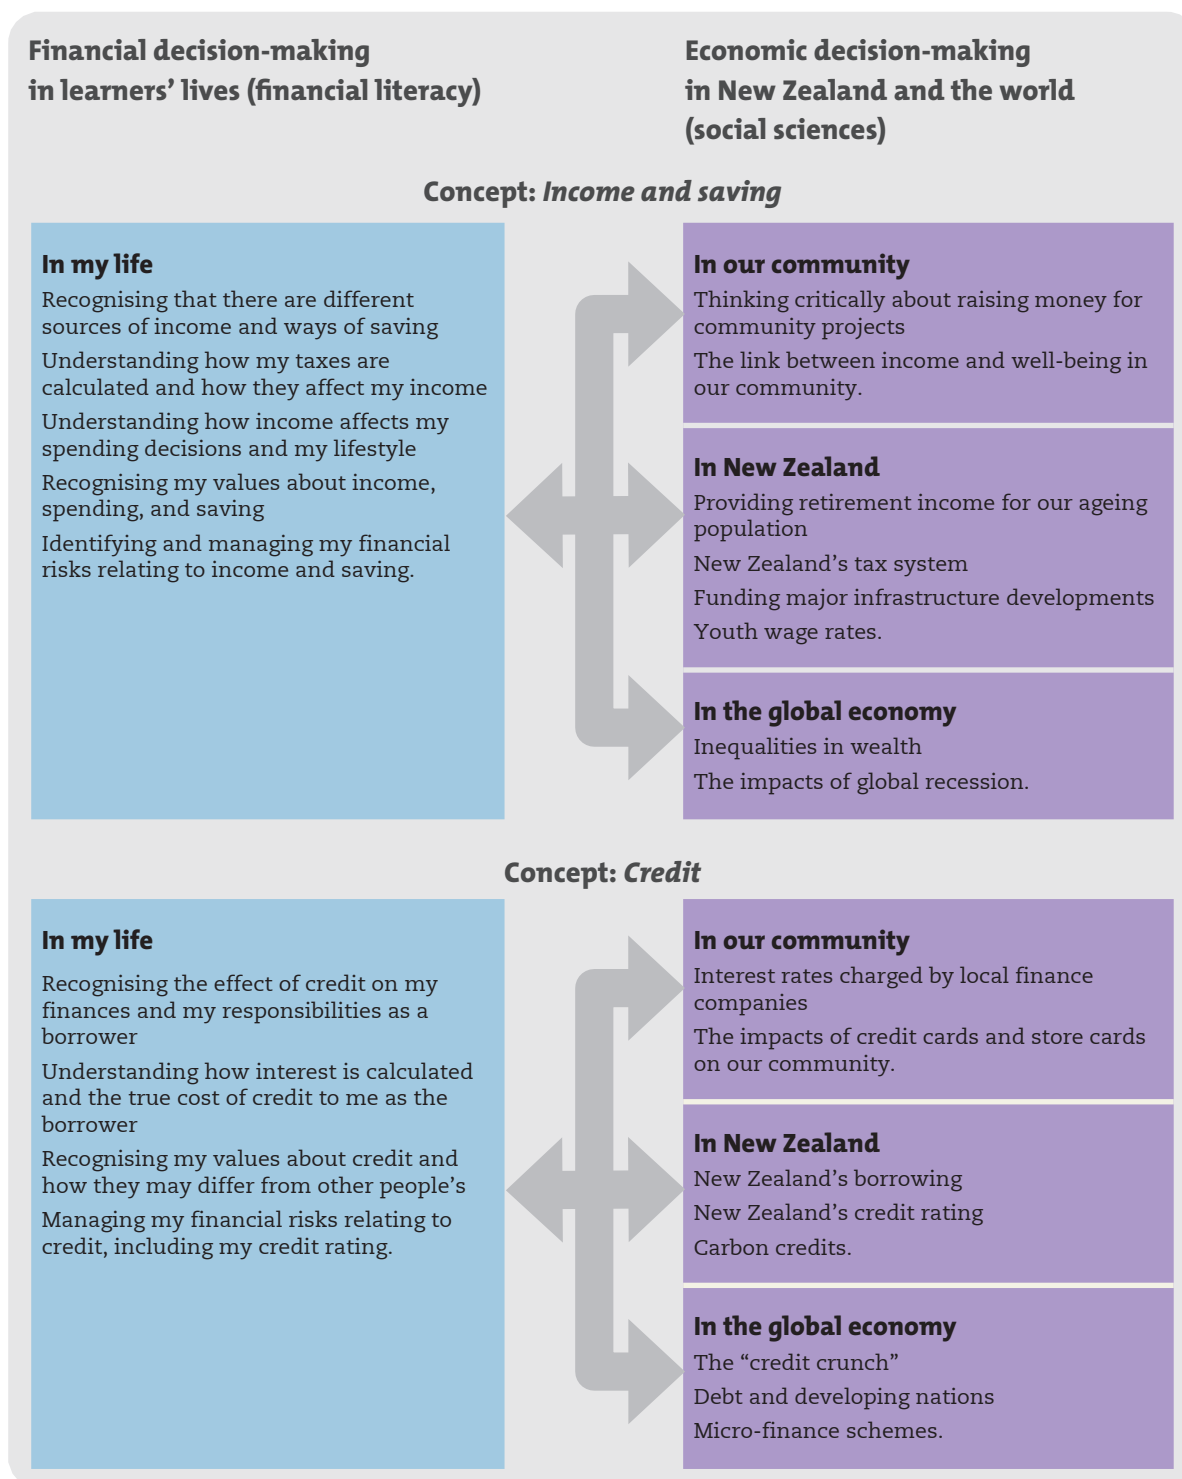 Financial decision-making
in learners’ lives (financial literacy)
Economic decision-making
in New Zealand and the world
(social sciences)
Concept: Income and saving
In my life
Recognising that there are different
sources of income and ways of saving
Understanding how my taxes are
calculated and how they affect my income
Understanding how income affects my
spending decisions and my lifestyle
Recognising my values about income,
spending, and saving
Identifying and managing my financial
risks relating to income and saving.
In our community
Thinking critically about raising money for
community projects
The link between income and well-being in
our community.
In New Zealand
Providing retirement income for our ageing
population
New Zealand’s tax system
Funding major infrastructure developments
Youth wage rates.
In the global economy
Inequalities in wealth
The impacts of global recession.
Concept: Credit
In my life
Recognising the effect of credit on my
finances and my responsibilities as a
borrower
Understanding how interest is calculated
and the true cost of credit to me as the
borrower
Recognising my values about credit and
how they may differ from other people’s
Managing my financial risks relating to
credit, including my credit rating.
In our community
Interest rates charged by local finance
companies
The impacts of credit cards and store cards
on our community.
In New Zealand
New Zealand’s borrowing
New Zealand’s credit rating
Carbon credits.
In the global economy
The “credit crunch”
Debt and developing nations
Micro-finance schemes.